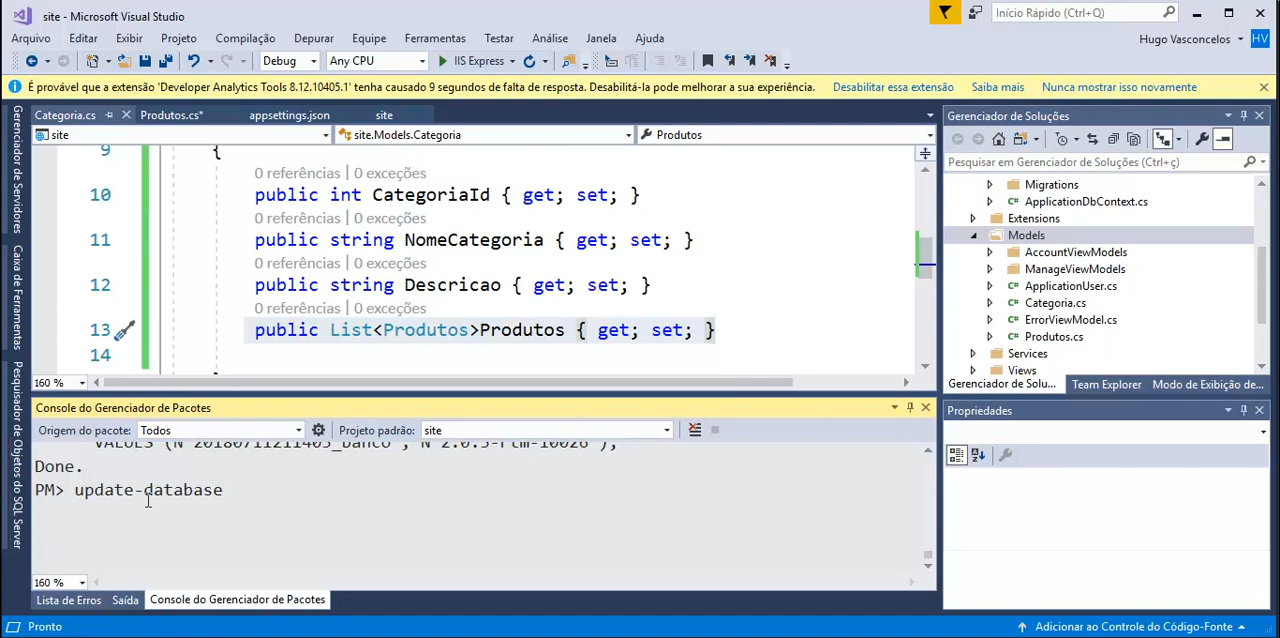 site - Microsoft Visual Studio
Início Rápido (Ctrl+Q)
Arquivo Editar Exibir Projeto Compilação Depurar Equipe Ferramentas Testar Análise Janela Ajuda
Hugo Vasconcelos HV
Debug Any CPU IIS Express
É provável que a extensão 'Developer Analytics Tools 8.12.10405.1' tenha causado 9 segundos de falta de resposta. Desabilitá-la pode melhorar a sua experiência. Desabilitar essa extensão Saiba mais Nunca mostrar isso novamente
Gerenciador de Servidores
Caixa de Ferramentas
Pesquisador de Objetos do SQL Server
Categoria.cs Produtos.cs* appsettings.json site
site site.Models.Categoria Produtos
9 {
0 referências | 0 exceções
10 public int CategoriaId { get; set; }
0 referências | 0 exceções
11 public string NomeCategoria { get; set; }
0 referências | 0 exceções
12 public string Descricao { get; set; }
0 referências | 0 exceções
13 public List<Produtos>Produtos { get; set; }
14
160 %
Console do Gerenciador de Pacotes
Origem do pacote: Todos Projeto padrão: site
VALUES (N'20180711211405_banco', N'2.0.3-rtm-10026');
Done.
PM> update-database
160 %
Lista de Erros Saída Console do Gerenciador de Pacotes
Gerenciador de Soluções
Pesquisar em Gerenciador de Soluções (Ctrl+ç)
Migrations
ApplicationDbContext.cs
Extensions
Models
AccountViewModels
ManageViewModels
ApplicationUser.cs
Categoria.cs
ErrorViewModel.cs
Produtos.cs
Services
Views
Gerenciador de Solu... Team Explorer Modo de Exibição de...
Propriedades
Pronto
Adicionar ao Controle do Código-Fonte